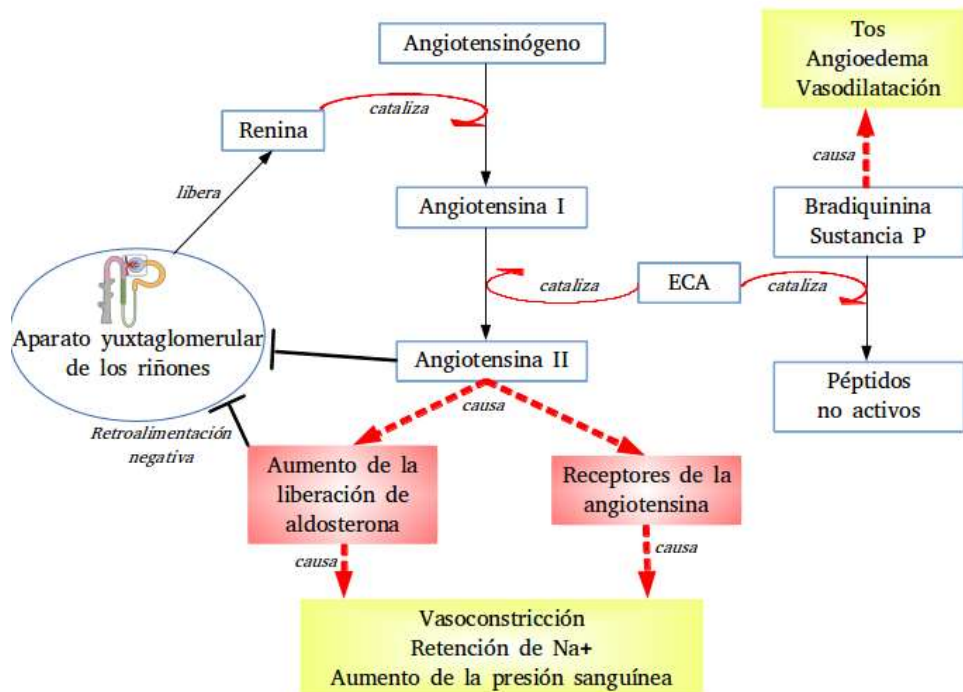 Angiotensinógeno
Tos
Angioedema
Vasodilatación
cataliza
Renina
causa
libera
Angiotensina I
Bradiquinina
Sustancia P
cataliza
ECA
cataliza
Aparato yuxtaglomerular
de los riñones
Angiotensina II
Péptidos
no activos
causa
Retroalimentación
negativa
Aumento de la
liberación de
aldosterona
Receptores de la
angiotensina
causa
causa
Vasoconstricción
Retención de Na+
Aumento de la presión sanguínea